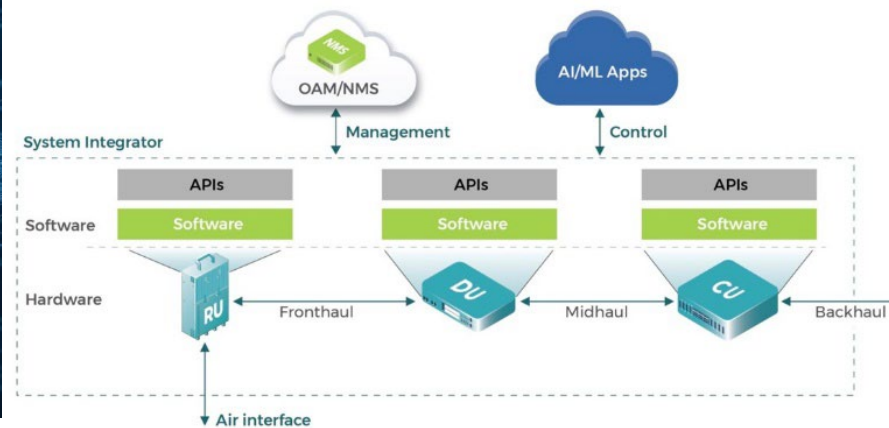 NMS
OAM/NMS
AI/ML Apps
Management
Control
System Integrator
APIs
APIs
APIs
Software
Software
Software
Software
Hardware
RU
Fronthaul
DU
Midhaul
CU
Backhaul
Air interface